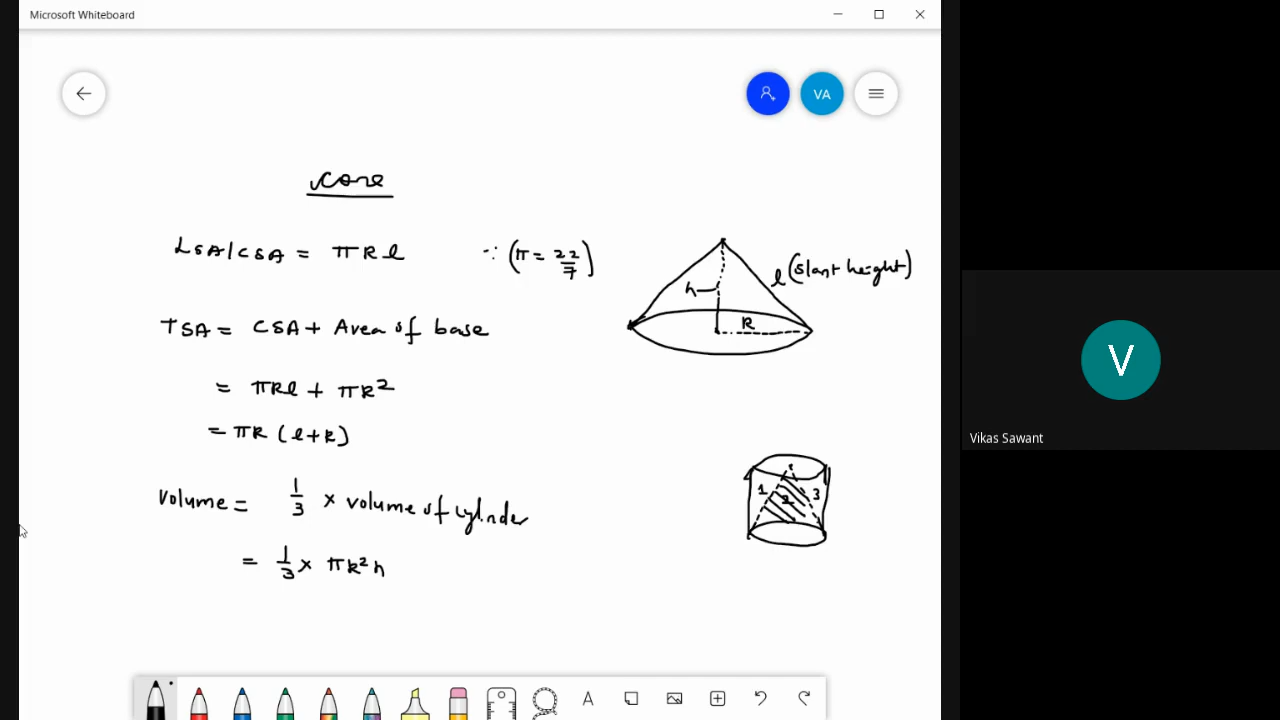 Microsoft Whiteboard
VA
Cone
LSA/CSA = πRl ∵ (π = 22/7)
l (slant height)
h
R
TSA = CSA + Area of base
= πRl + πR²
= πR (l+R)
Volume = 1/3 × volume of cylinder
1 2 3
= 1/3 × πR²h
V
Vikas Sawant
A